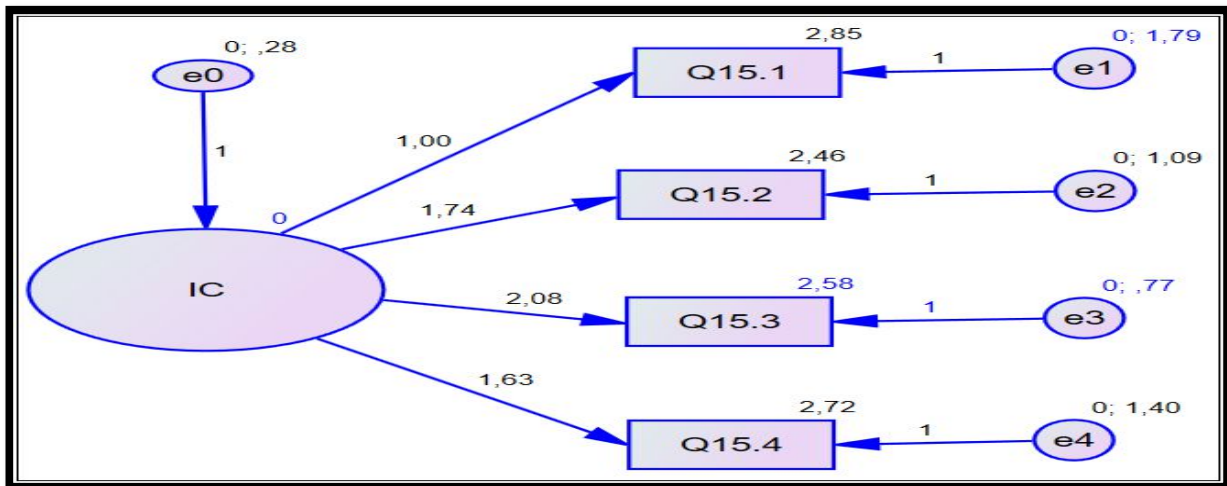 0; ,28
e0
1
0
IC
1,00
1,74
2,08
1,63
2,85
Q15.1
1
0; 1,79
e1
2,46
Q15.2
1
0; 1,09
e2
2,58
Q15.3
1
0; ,77
e3
2,72
Q15.4
1
0; 1,40
e4